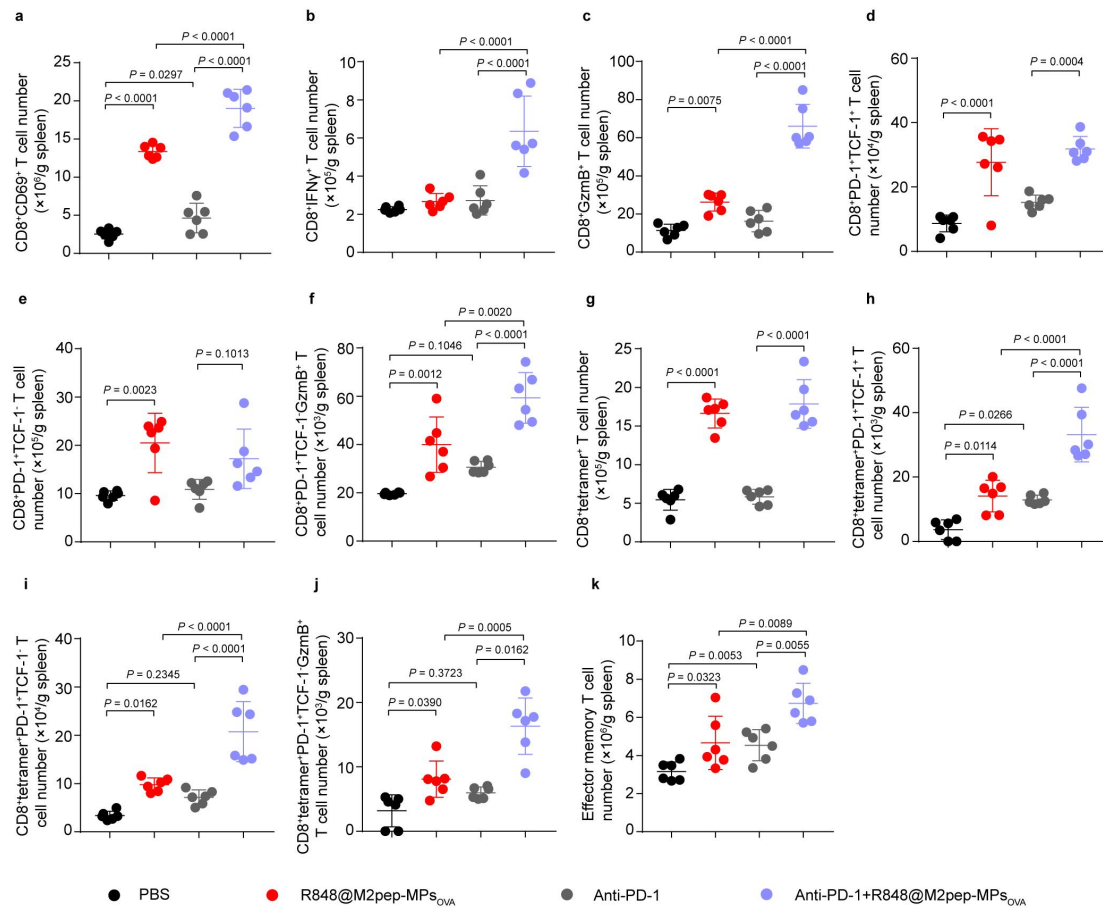 a
CD8⁺CD69⁺ T cell number
(×10⁶/g spleen)
25
20
15
10
5
0
P < 0.0001
P = 0.0297
P < 0.0001
P < 0.0001
b
CD8⁺IFNγ⁺ T cell number
(×10⁵/g spleen)
10
8
6
4
2
0
P < 0.0001
P < 0.0001
c
CD8⁺GzmB⁺ T cell number
(×10⁵/g spleen)
100
80
60
40
20
0
P < 0.0001
P < 0.0001
P = 0.0075
d
CD8⁺PD-1⁺TCF-1⁺ T cell
number (×10⁴/g spleen)
60
40
20
0
P = 0.0004
P < 0.0001
e
CD8⁺PD-1⁺TCF-1⁻ T cell
number (×10⁵/g spleen)
40
30
20
10
0
P = 0.1013
P = 0.0023
f
CD8⁺PD-1⁺TCF-1⁻GzmB⁺ T
cell number (×10³/g spleen)
80
60
40
20
0
P = 0.0020
P = 0.1046
P < 0.0001
P = 0.0012
g
CD8⁺tetramer⁺ T cell number
(×10⁵/g spleen)
25
20
15
10
5
0
P < 0.0001
P < 0.0001
h
CD8⁺tetramer⁺PD-1⁺TCF-1⁺ T
cell number (×10³/g spleen)
60
40
20
0
P < 0.0001
P < 0.0001
P = 0.0266
P = 0.0114
i
CD8⁺tetramer⁺PD-1⁺TCF-1⁻ T
cell number (×10⁴/g spleen)
40
30
20
10
0
P < 0.0001
P < 0.0001
P = 0.2345
P = 0.0162
j
CD8⁺tetramer⁺PD-1⁺TCF-1⁻GzmB⁺
T cell number (×10³/g spleen)
30
20
10
0
P = 0.0005
P = 0.0162
P = 0.3723
P = 0.0390
k
Effector memory T cell
number (×10⁶/g spleen)
10
8
6
4
2
0
P = 0.0089
P = 0.0055
P = 0.0053
P = 0.0323
PBS
R848@M2pep-MPsOVA
Anti-PD-1
Anti-PD-1+R848@M2pep-MPsOVA